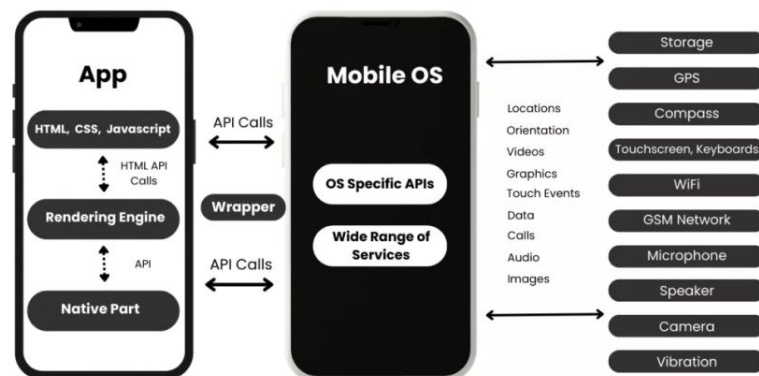 App
HTML, CSS, Javascript
HTML API
Calls
Rendering Engine
API
Native Part
API Calls
Wrapper
API Calls
Mobile OS
OS Specific APIs
Wide Range of
Services
Locations
Orientation
Videos
Graphics
Touch Events
Data
Calls
Audio
Images
Storage
GPS
Compass
Touchscreen, Keyboards
WiFi
GSM Network
Microphone
Speaker
Camera
Vibration